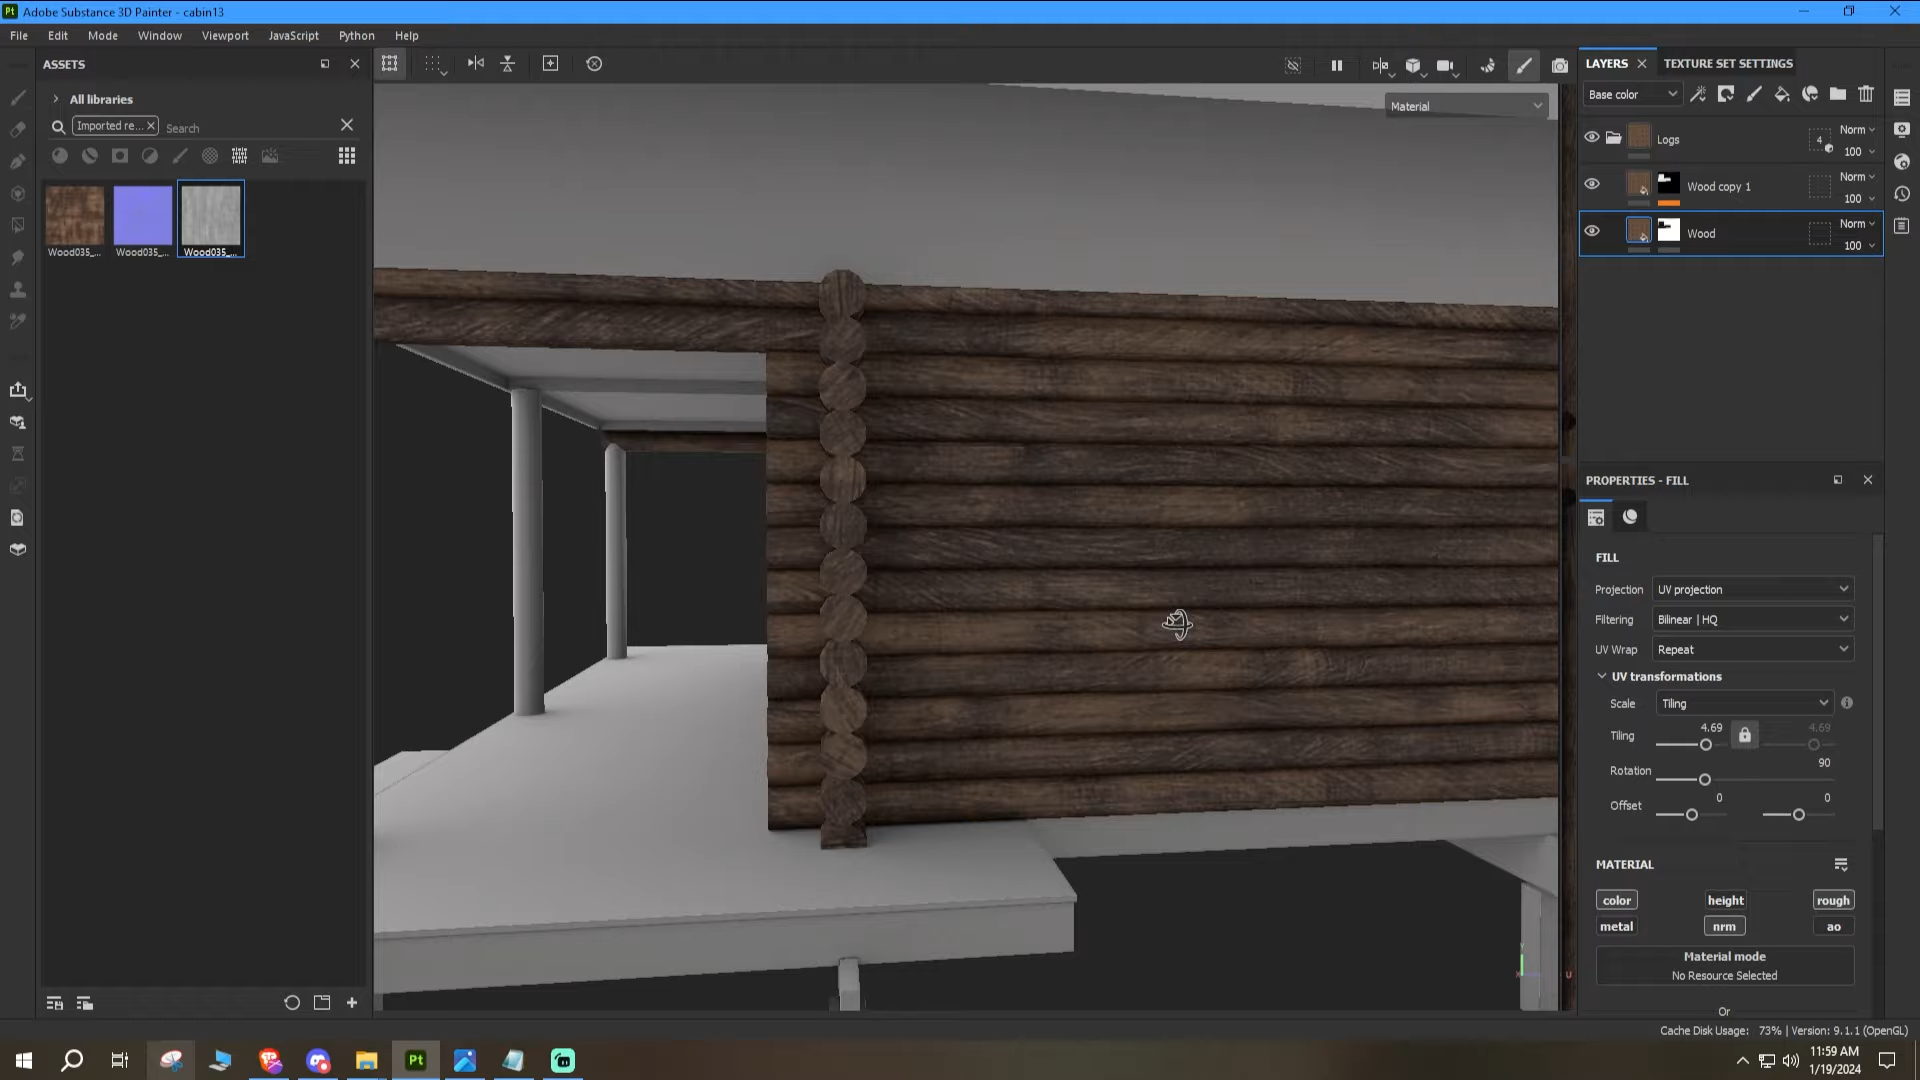 Pt Adobe Substance 3D Painter - cabin13
File Edit Mode Window Viewport JavaScript Python Help
ASSETS
All libraries
Imported re... Search
Wood035_... Wood035_... Wood035_...
Material
LAYERS TEXTURE SET SETTINGS
Base color
Logs 4 Norm
100
Wood copy 1 Norm
100
Wood Norm
100
PROPERTIES - FILL
FILL
Projection UV projection
Filtering Bilinear | HQ
UV Wrap Repeat
UV transformations
Scale Tiling
Tiling 4.69 4.69
Rotation 90
Offset 0 0
MATERIAL
color height rough
metal nrm ao
Material mode
No Resource Selected
Or
Y
U
Cache Disk Usage: 73% | Version: 9.1.1 (OpenGL)
Pt
11:59 AM
1/19/2024